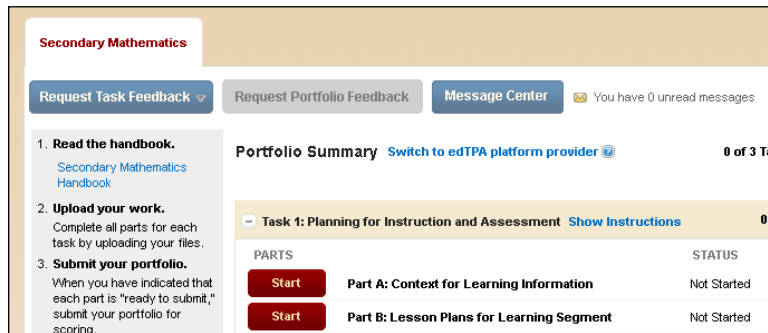 Secondary Mathematics
Request Task Feedback
Request Portfolio Feedback
Message Center
You have 0 unread messages
1. Read the handbook.
Secondary Mathematics
Handbook
2. Upload your work.
Complete all parts for each
task by uploading your files.
3. Submit your portfolio.
When you have indicated that
each part is "ready to submit,"
submit your portfolio for
scoring.
Portfolio Summary Switch to edTPA platform provider ?
0 of 3 T
Task 1: Planning for Instruction and Assessment Show Instructions
0
PARTS STATUS
Start Part A: Context for Learning Information Not Started
Start Part B: Lesson Plans for Learning Segment Not Started